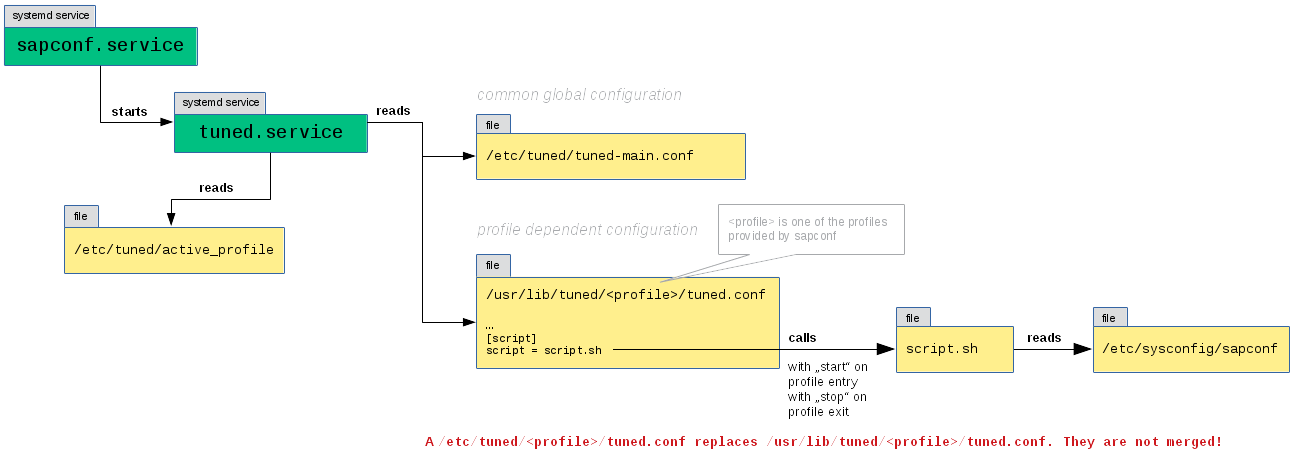 systemd service
sapconf.service
starts
systemd service
tuned.service
reads
reads
file
/etc/tuned/active_profile
common global configuration
file
/etc/tuned/tuned-main.conf
profile dependent configuration
<profile> is one of the profiles
provided by sapconf
file
/usr/lib/tuned/<profile>/tuned.conf
...
[script]
script = script.sh
calls
with „start“ on
profile entry
with „stop“ on
profile exit
file
script.sh
reads
file
/etc/sysconfig/sapconf
A /etc/tuned/<profile>/tuned.conf replaces /usr/lib/tuned/<profile>/tuned.conf. They are not merged!